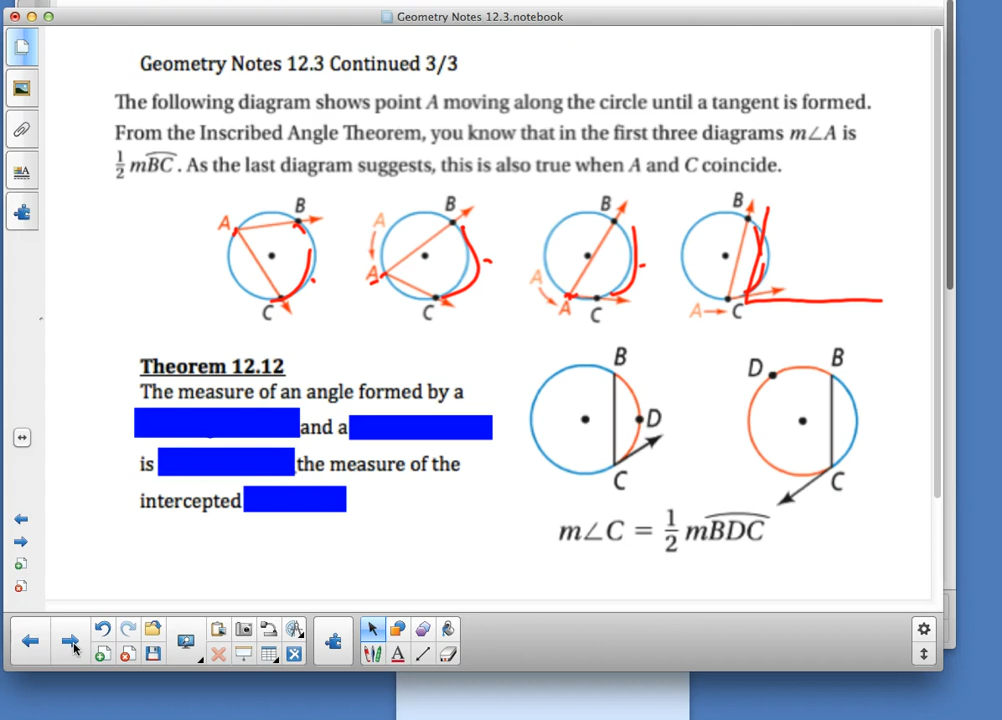 Geometry Notes 12.3.notebook
Geometry Notes 12.3 Continued 3/3
The following diagram shows point A moving along the circle until a tangent is formed.
From the Inscribed Angle Theorem, you know that in the first three diagrams m∠A is
½ mBC. As the last diagram suggests, this is also true when A and C coincide.
A B C
A A B C
A A B C
B A→C
Theorem 12.12
The measure of an angle formed by a
and a
is the measure of the
intercepted
B D C
D B C
m∠C = ½ mBDC